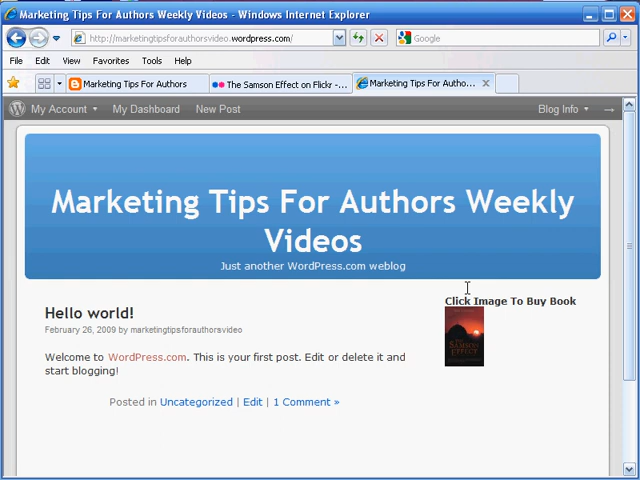 Marketing Tips For Authors Weekly Videos - Windows Internet Explorer
http://marketingtipsforauthorsvideo.wordpress.com/
Google
File Edit View Favorites Tools Help
Marketing Tips For Authors
The Samson Effect on Flickr -...
Marketing Tips For Autho...
My Account My Dashboard New Post Blog Info
Marketing Tips For Authors Weekly
Videos
Just another WordPress.com weblog
Click Image To Buy Book
Hello world!
February 26, 2009 by marketingtipsforauthorsvideo
Welcome to WordPress.com. This is your first post. Edit or delete it and
start blogging!
Posted in Uncategorized | Edit | 1 Comment »
SAMSON
EFFECT